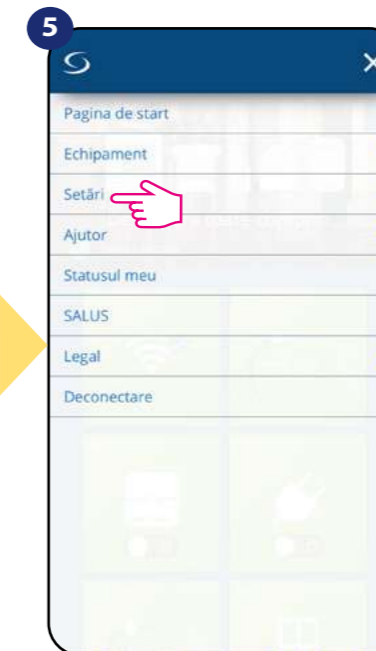 5
Pagina de start
Echipament
Setări
Ajutor
Statusul meu
SALUS
Legal
Deconectare